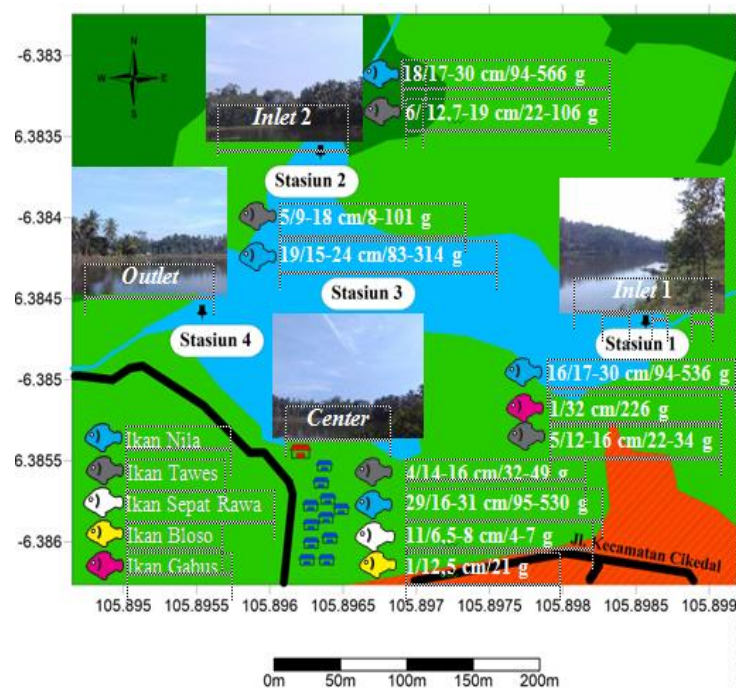 -6.383
N
W E
S
Inlet 2
18/17-30 cm/94-566 g
6/ 12,7-19 cm/22-106 g
6.3835
Stasiun 2
-6.384
5/9-18 cm/8-101 g
19/15-24 cm/83-314 g
Outlet
Stasiun 3
Inlet 1
6.3845
Stasiun 4
Stasiun 1
-6.385
16/17-30 cm/94-536 g
1/32 cm/226 g
5/12-16 cm/22-34 g
Center
Ikan Nila
Ikan Tawes
Ikan Sepat Rawa
Ikan Bloso
Ikan Gabus
6.3855
4/14-16 cm/32-49 g
29/16-31 cm/95-530 g
11/6,5-8 cm/4-7 g
1/12,5 cm/21 g
-6.386
Jl. Kecamatan Cikedal
105.895 105.8955 105.896 105.8965 105.897 105.8975 105.898 105.8985 105.899
0m 50m 100m 150m 200m